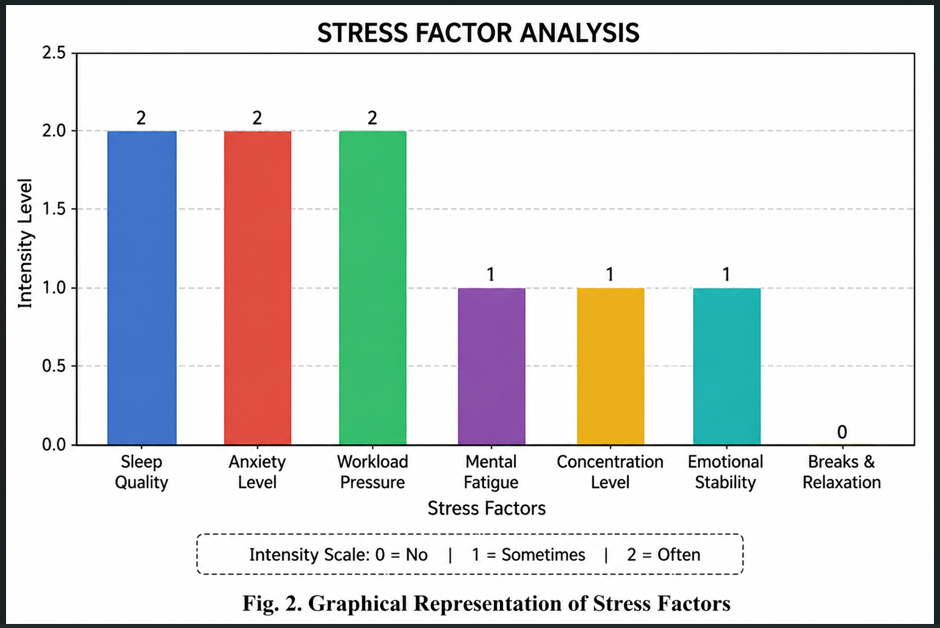 STRESS FACTOR ANALYSIS
2.5
2.0
1.5
1.0
0.5
0.0
Intensity Level
2
2
2
1
1
1
0
Sleep
Quality
Anxiety
Level
Workload
Pressure
Mental
Fatigue
Concentration
Level
Emotional
Stability
Breaks &
Relaxation
Stress Factors
Intensity Scale: 0 = No | 1 = Sometimes | 2 = Often
Fig. 2. Graphical Representation of Stress Factors